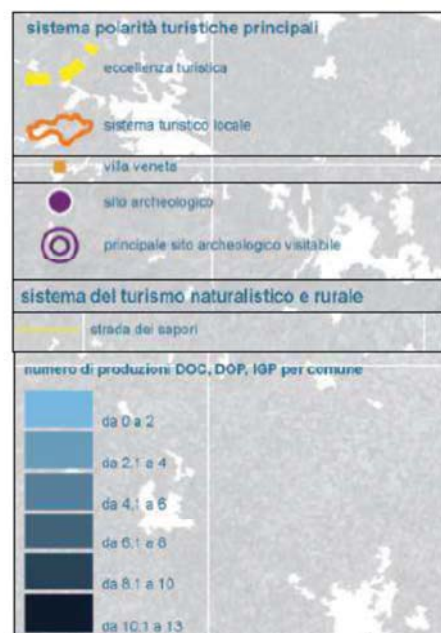 sistema polarità turistiche principali
eccellenza turistica
sistema turistico locale
villa veneta
sito archeologico
principale sito archeologico visitabile
sistema del turismo naturalistico e rurale
strada dei sapori
numero di produzioni DOC, DOP, IGP per comune
da 0 a 2
da 2,1 a 4
da 4,1 a 6
da 6,1 a 8
da 8,1 a 10
da 10,1 a 13